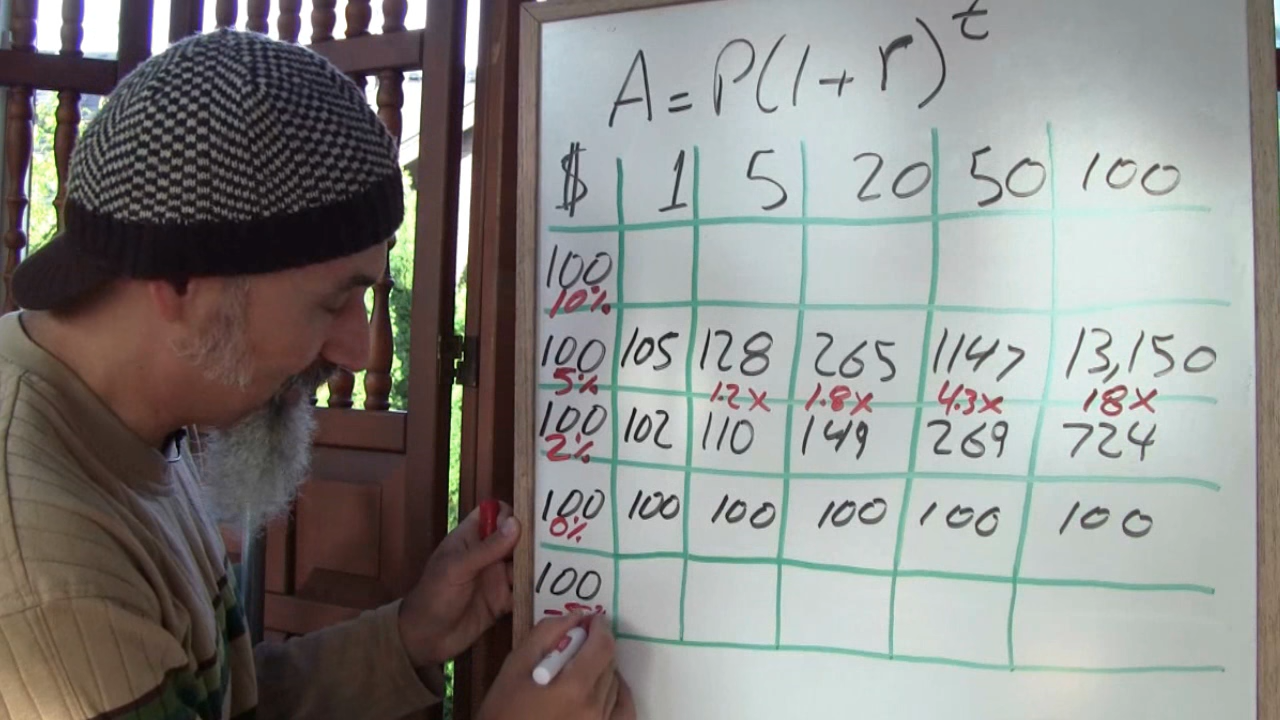 A = P(1 + r)^t
$ 1 5 20 50 100
100
10%
100 105 128 265 1147 13,150
5% 1.2x 1.8x 4.3x 18x
100 102 110 149 269 724
2%
100 100 100 100 100 100
0%
100